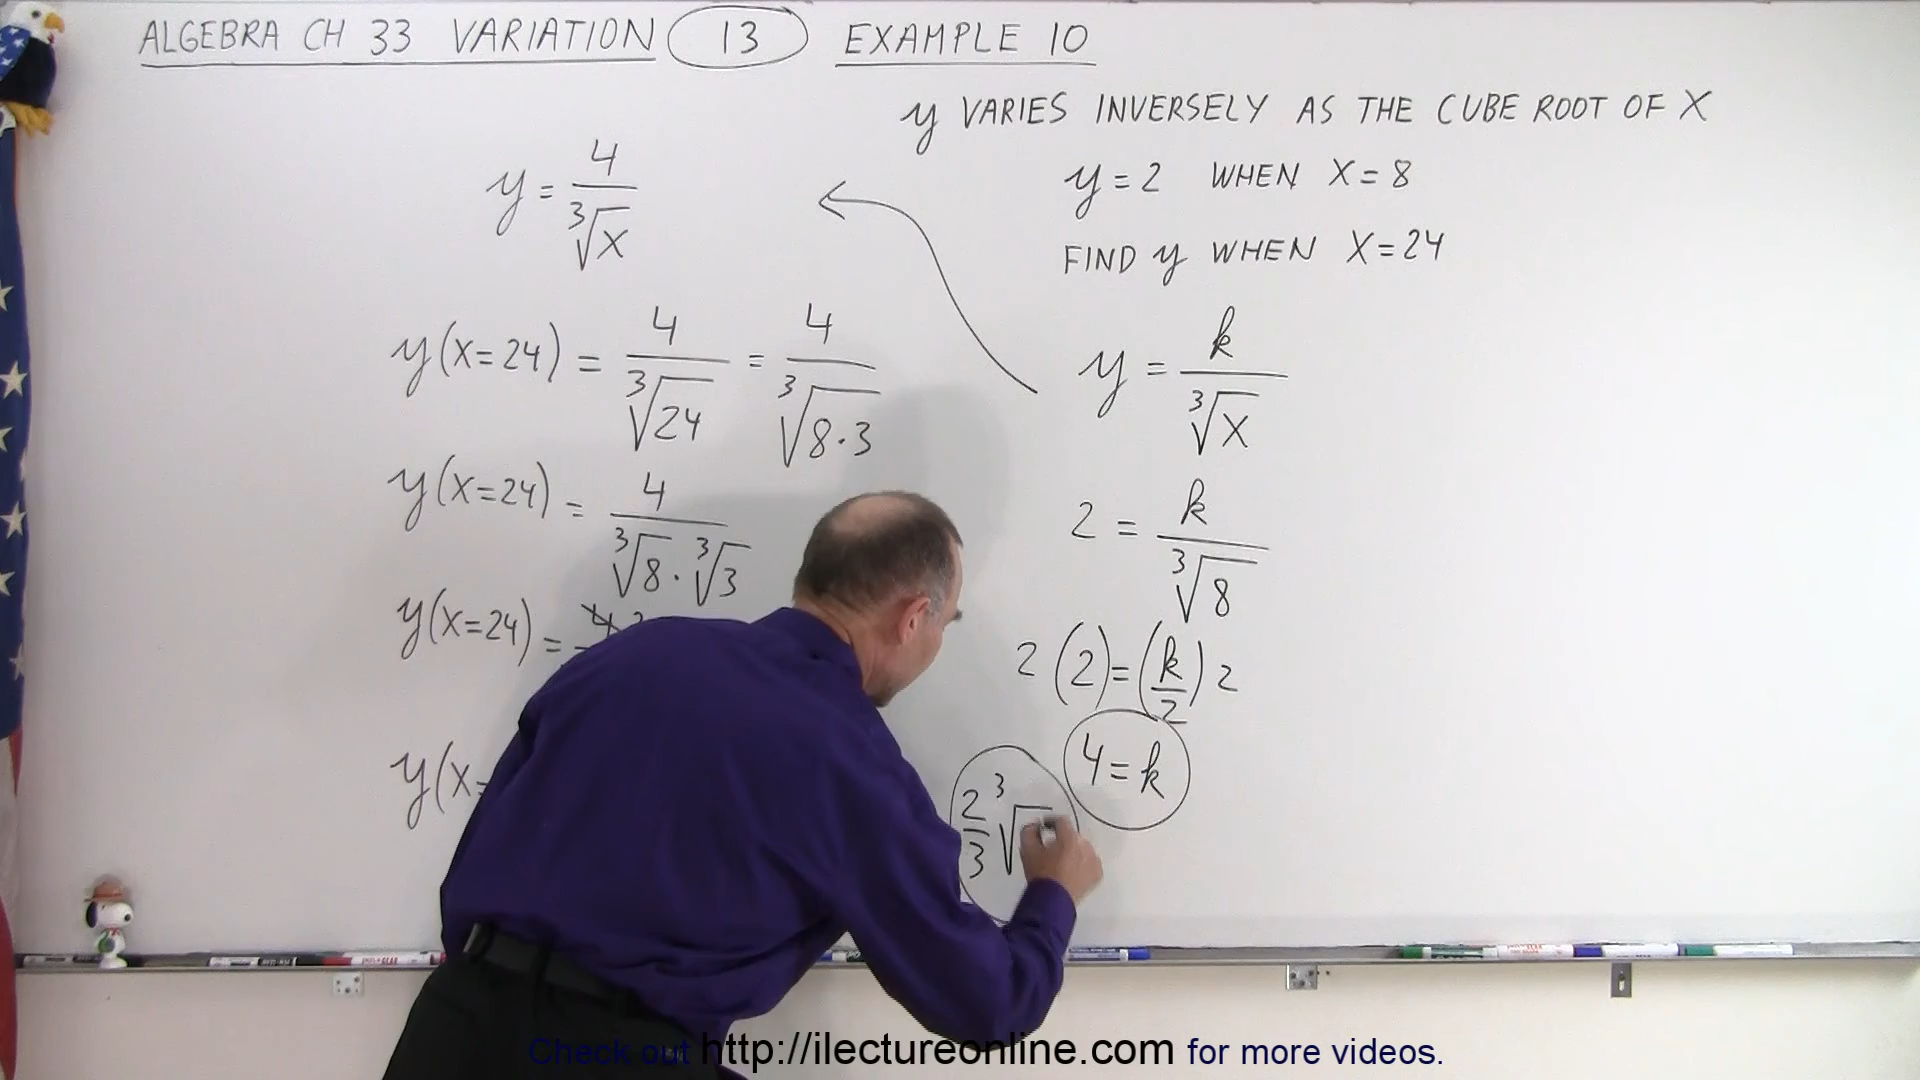 ALGEBRA CH 33 VARIATION 13 EXAMPLE 10
y VARIES INVERSELY AS THE CUBE ROOT OF X
y = 2 WHEN X = 8
FIND y WHEN X = 24
y = 4/∛X
y(X=24) = 4/∛24 = 4/∛8·3
y(X=24) = 4/∛8·∛3
y(X=24) = 4 2
y(X=
2/3 ∛
y = k/∛X
2 = k/∛8
2(2) = (k/2)2
4 = k
Check out http://ilectureonline.com for more videos.